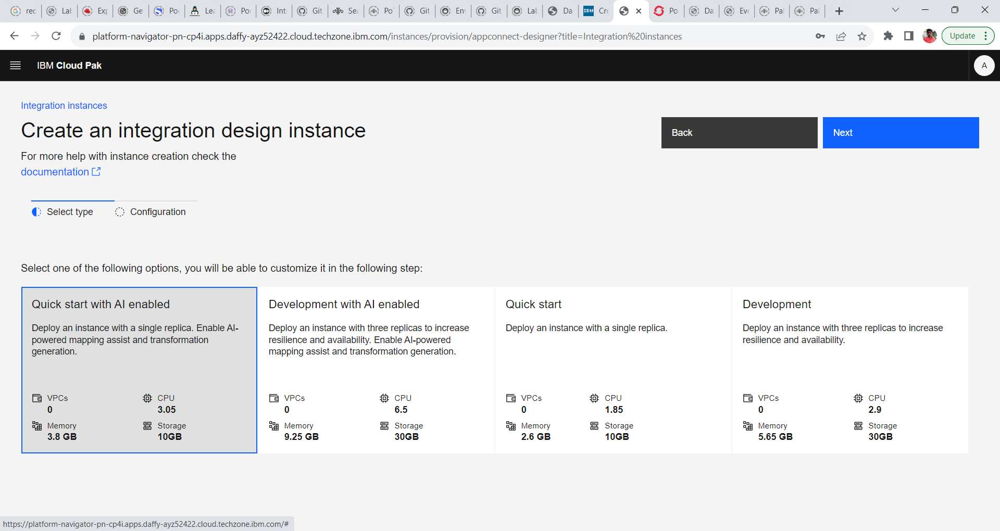 rec
Lab
Exp
Ge
Poc
Lea
Poc
Int
Git
Sea
Po
Git
Env
Git
Lab
Da
IBM
Cre
Po
Da
Eve
Pal
Pal
platform-navigator-pn-cp4i.apps.daffy-ayz52422.cloud.techzone.ibm.com/instances/provision/appconnect-designer?title=Integration%20instances
Update
IBM Cloud Pak
A
Integration instances
Create an integration design instance
Back
Next
For more help with instance creation check the
documentation
Select type
Configuration
Select one of the following options, you will be able to customize it in the following step:
Quick start with AI enabled
Deploy an instance with a single replica. Enable AI-
powered mapping assist and transformation
generation.
VPCs
0
CPU
3.05
Memory
3.8 GB
Storage
10GB
Development with AI enabled
Deploy an instance with three replicas to increase
resilience and availability. Enable AI-powered
mapping assist and transformation generation.
VPCs
0
CPU
6.5
Memory
9.25 GB
Storage
30GB
Quick start
Deploy an instance with a single replica.
VPCs
0
CPU
1.85
Memory
2.6 GB
Storage
10GB
Development
Deploy an instance with three replicas to increase
resilience and availability.
VPCs
0
CPU
2.9
Memory
5.65 GB
Storage
30GB
https://platform-navigator-pn-cp4i.apps.daffy-ayz52422.cloud.techzone.ibm.com/#